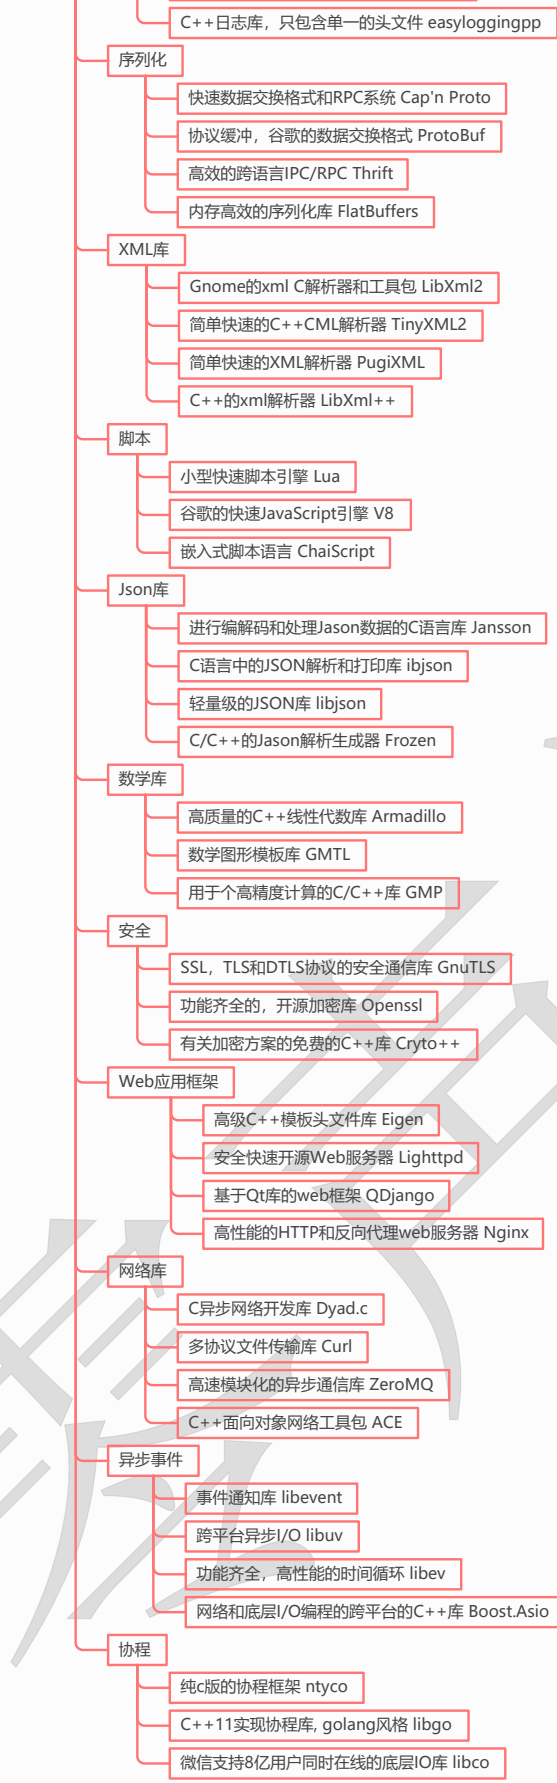 C++日志库，只包含单一的头文件 easyloggingpp
序列化
快速数据交换格式和RPC系统 Cap'n Proto
协议缓冲，谷歌的数据交换格式 ProtoBuf
高效的跨语言IPC/RPC Thrift
内存高效的序列化库 FlatBuffers
XML库
Gnome的xml C解析器和工具包 LibXml2
简单快速的C++CML解析器 TinyXML2
简单快速的XML解析器 PugiXML
C++的xml解析器 LibXml++
脚本
小型快速脚本引擎 Lua
谷歌的快速JavaScript引擎 V8
嵌入式脚本语言 ChaiScript
Json库
进行编解码和处理Jason数据的C语言库 Jansson
C语言中的JSON解析和打印库 ibjson
轻量级的JSON库 libjson
C/C++的Jason解析生成器 Frozen
数学库
高质量的C++线性代数库 Armadillo
数学图形模板库 GMTL
用于个高精度计算的C/C++库 GMP
安全
SSL，TLS和DTLS协议的安全通信库 GnuTLS
功能齐全的，开源加密库 Openssl
有关加密方案的免费的C++库 Cryto++
Web应用框架
高级C++模板头文件库 Eigen
安全快速开源Web服务器 Lighttpd
基于Qt库的web框架 QDjango
高性能的HTTP和反向代理web服务器 Nginx
网络库
C异步网络开发库 Dyad.c
多协议文件传输库 Curl
高速模块化的异步通信库 ZeroMQ
C++面向对象网络工具包 ACE
异步事件
事件通知库 libevent
跨平台异步I/O libuv
功能齐全，高性能的时间循环 libev
网络和底层I/O编程的跨平台的C++库 Boost.Asio
协程
纯c版的协程框架 ntyco
C++11实现协程库, golang风格 libgo
微信支持8亿用户同时在线的底层IO库 libco